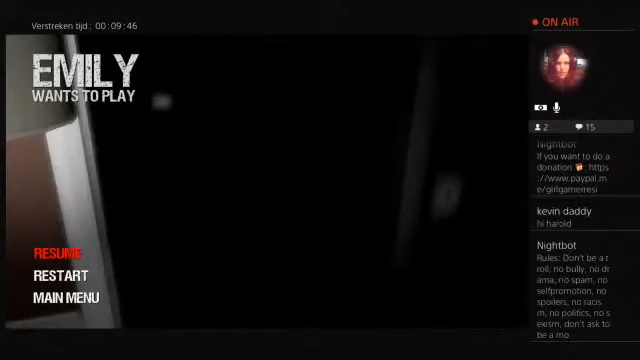 Verstreken tijd: 00:09:46
ON AIR
EMILY
WANTS TO PLAY
2 15
Nightbot
If you want to do a
donation 🎁 https
://www.paypal.m
e/girlgamerresi
kevin daddy
hi harold
Nightbot
Rules: Don't be a t
roll, no bully, no dr
ama, no spam, no
selfpromotion, no
spoilers, no racis
m, no politics, no s
exism, don't ask to
be a mo
RESUME
RESTART
MAIN MENU